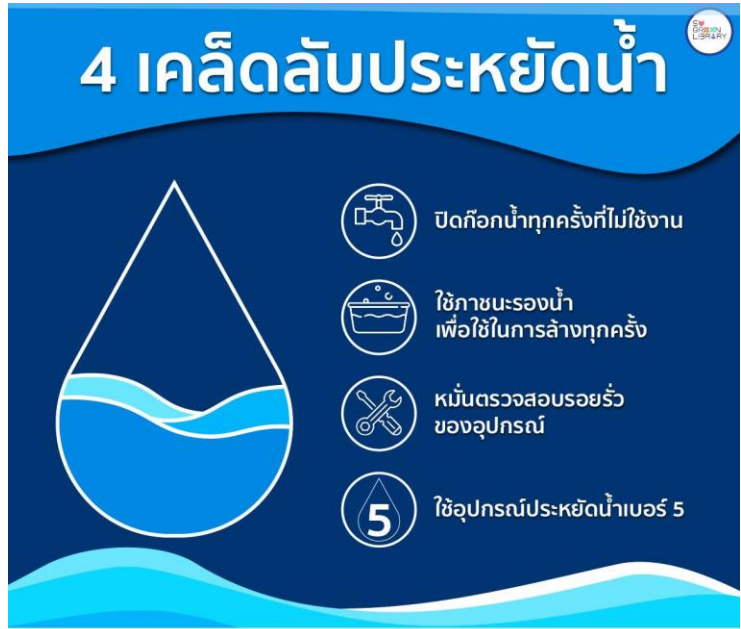 SU
GREEN
LIBRARY
4 เคล็ดลับประหยัดน้ำ
ปิดก๊อกน้ำทุกครั้งที่ไม่ใช้งาน
ใช้ภาชนะรองน้ำ
เพื่อใช้ในการล้างทุกครั้ง
หมั่นตรวจสอบรอยรั่ว
ของอุปกรณ์
5
ใช้อุปกรณ์ประหยัดน้ำเบอร์ 5